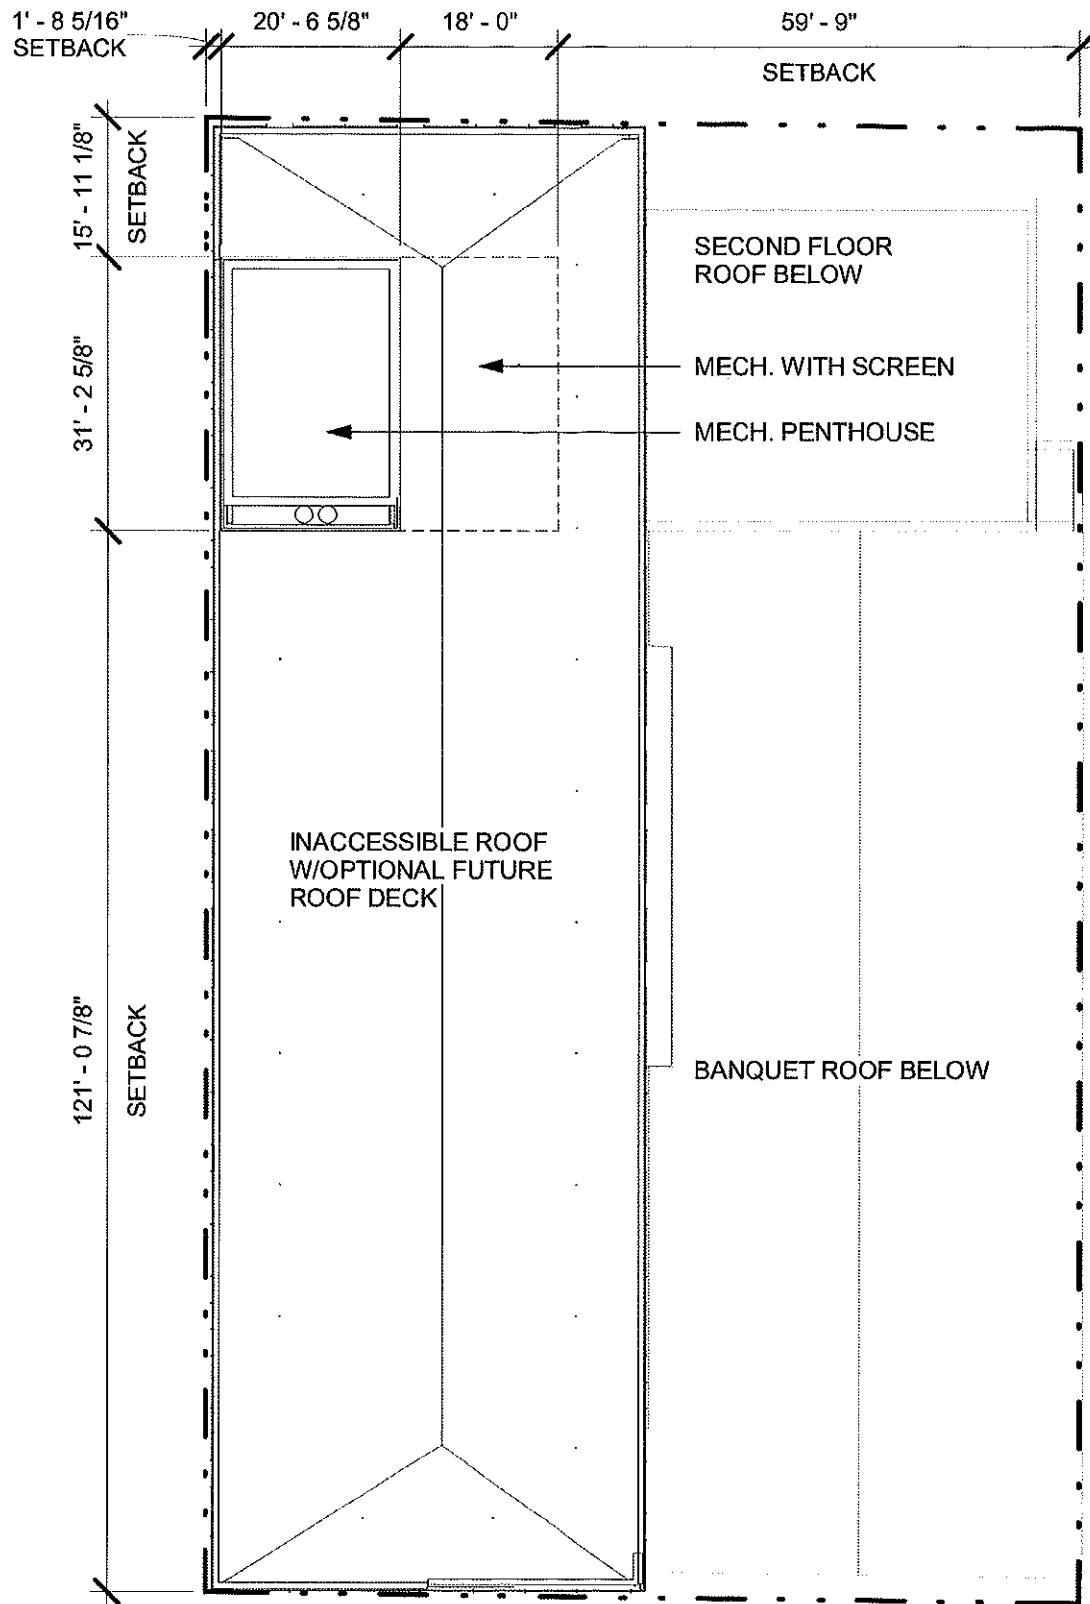 1' - 8 5/16"
SETBACK
20' - 6 5/8"
18' - 0"
59' - 9"
SETBACK
15' - 11 1/8"
SETBACK
31' - 2 5/8"
121' - 0 7/8"
SETBACK
SECOND FLOOR
ROOF BELOW
MECH. WITH SCREEN
MECH. PENTHOUSE
INACCESSIBLE ROOF
W/OPTIONAL FUTURE
ROOF DECK
BANQUET ROOF BELOW